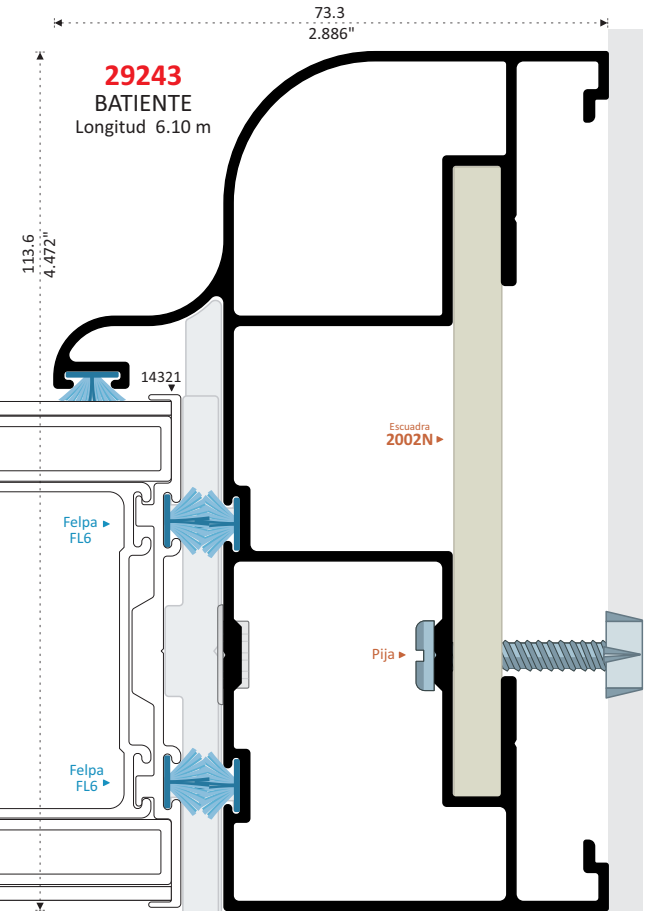 73.3
2.886"
29243
BATIENTE
Longitud 6.10 m
113.6
4.472"
14321
Escuadra
2002N
Felpa
FL6
Pija
Felpa
FL6